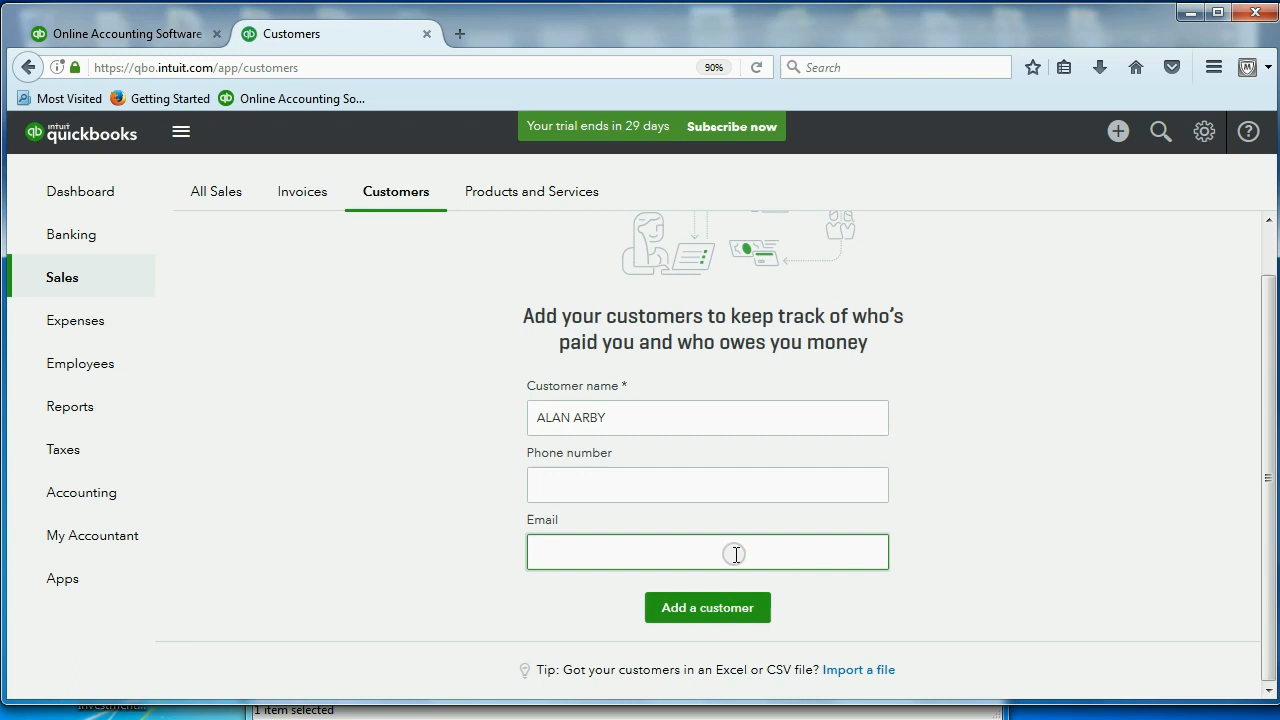 Online Accounting Software
Customers
https://qbo.intuit.com/app/customers
90%
Search
Most Visited
Getting Started
Online Accounting So...
intuit
quickbooks
Your trial ends in 29 days Subscribe now
Dashboard
Banking
Sales
Expenses
Employees
Reports
Taxes
Accounting
My Accountant
Apps
All Sales
Invoices
Customers
Products and Services
Add your customers to keep track of who's
paid you and who owes you money
Customer name *
ALAN ARBY
Phone number
Email
Add a customer
Tip: Got your customers in an Excel or CSV file? Import a file
1 item selected